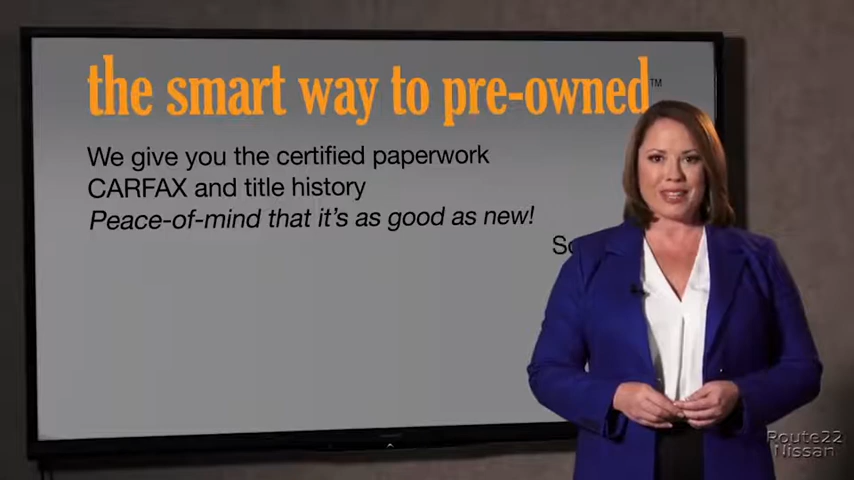 the smart way to pre-owned™
We give you the certified paperwork
CARFAX and title history
Peace-of-mind that it's as good as new!
Route22
Nissan